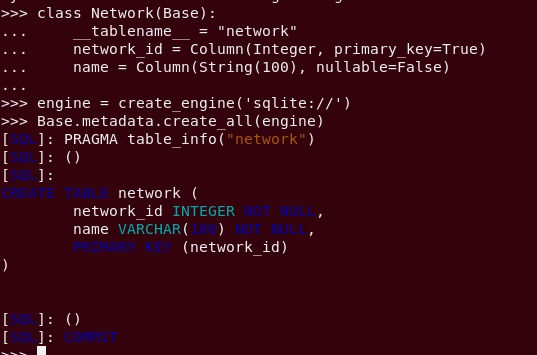 >>> class Network(Base):
...     __tablename__ = "network"
...     network_id = Column(Integer, primary_key=True)
...     name = Column(String(100), nullable=False)
...
>>> engine = create_engine('sqlite://')
>>> Base.metadata.create_all(engine)
[SQL]: PRAGMA table_info("network")
[SQL]: ()
[SQL]:
CREATE TABLE network (
        network_id INTEGER NOT NULL,
        name VARCHAR(100) NOT NULL,
        PRIMARY KEY (network_id)
)
[SQL]: ()
[SQL]: COMMIT
>>>